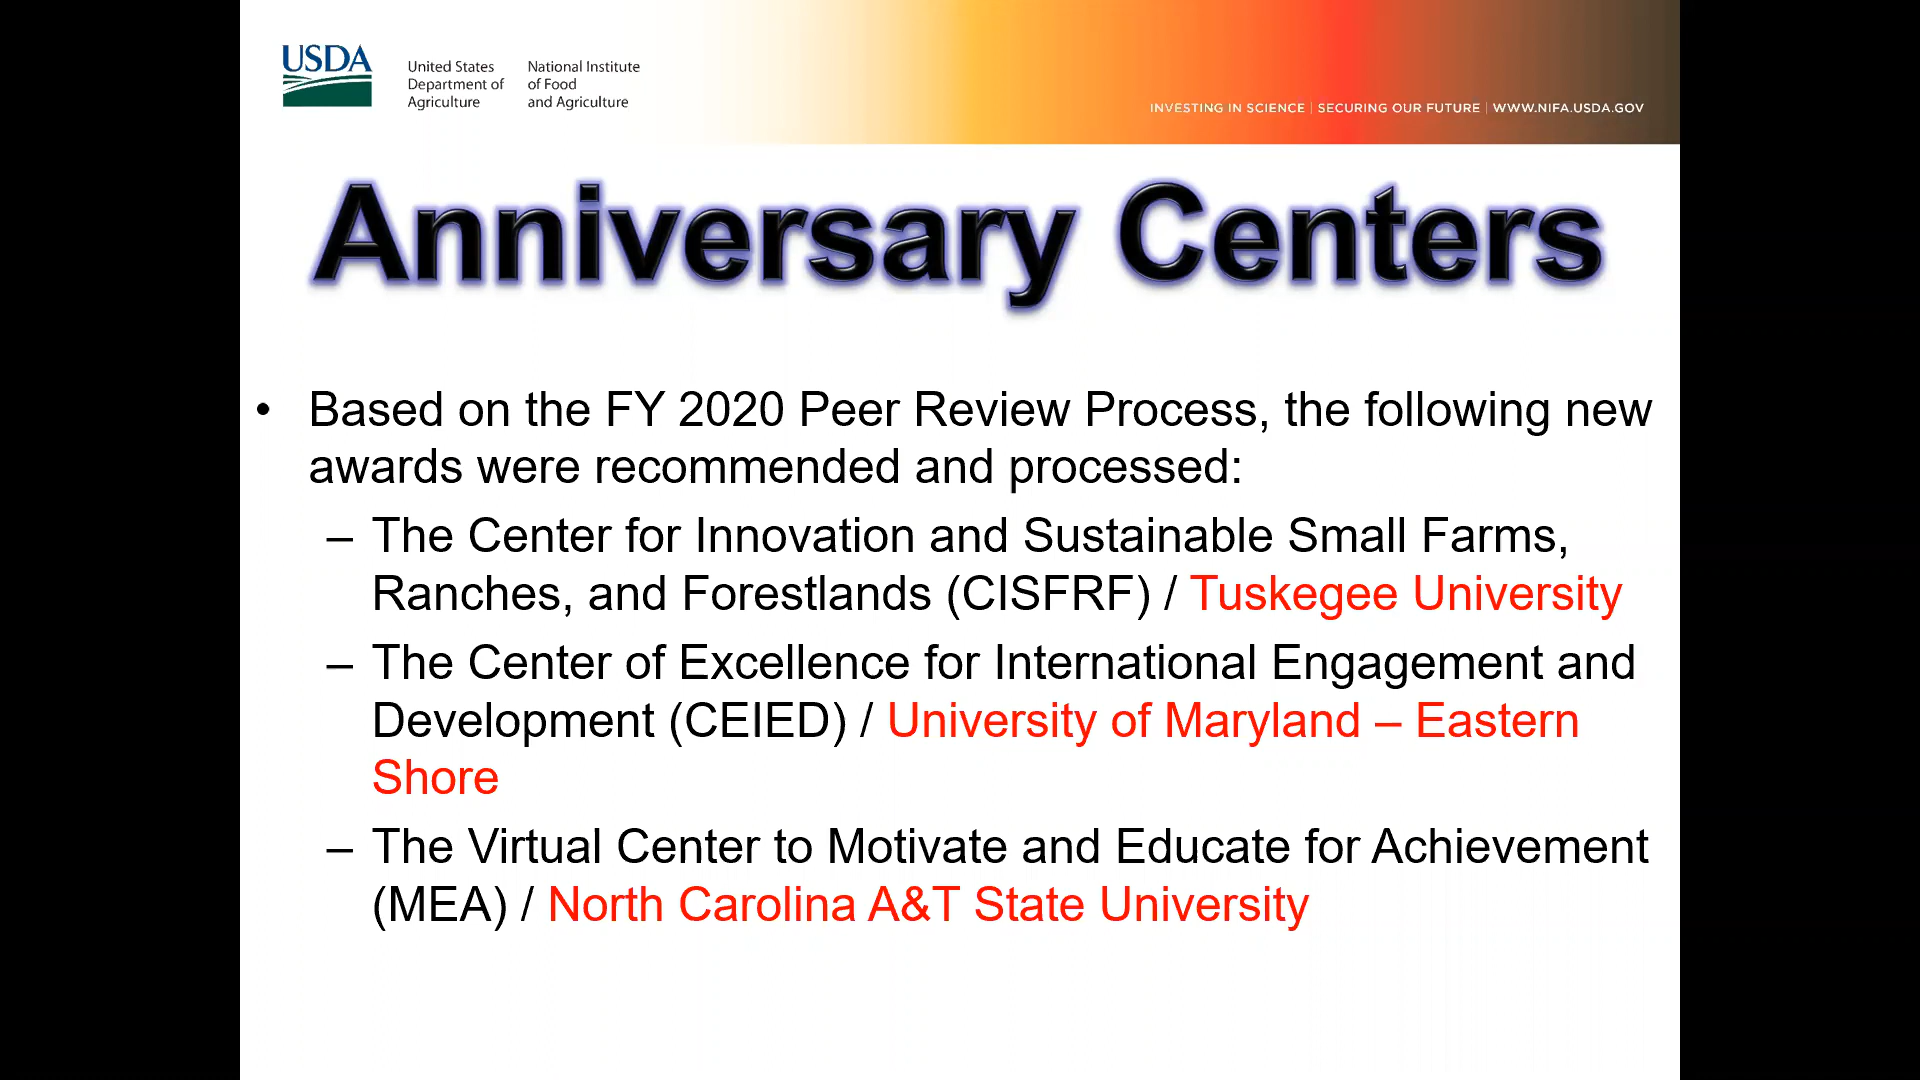 USDA
United States
Department of
Agriculture
National Institute
of Food
and Agriculture
INVESTING IN SCIENCE | SECURING OUR FUTURE | WWW.NIFA.USDA.GOV
Anniversary Centers
• Based on the FY 2020 Peer Review Process, the following new
awards were recommended and processed:
– The Center for Innovation and Sustainable Small Farms,
Ranches, and Forestlands (CISFRF) / Tuskegee University
– The Center of Excellence for International Engagement and
Development (CEIED) / University of Maryland – Eastern
Shore
– The Virtual Center to Motivate and Educate for Achievement
(MEA) / North Carolina A&T State University